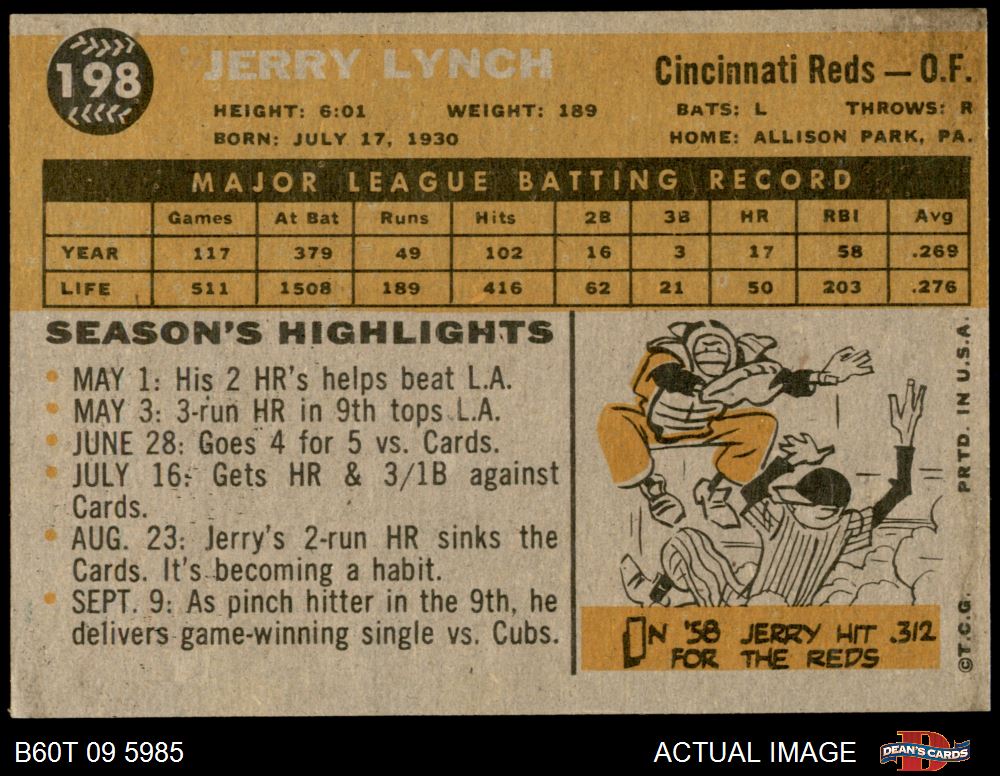 198
JERRY LYNCH
Cincinnati Reds — O.F.
HEIGHT: 6:01 WEIGHT: 189 BATS: L THROWS: R
BORN: JULY 17, 1930 HOME: ALLISON PARK, PA.
MAJOR LEAGUE BATTING RECORD
Games At Bat Runs Hits 2B 3B HR RBI Avg
YEAR 117 379 49 102 16 3 17 58 .269
LIFE 511 1508 189 416 62 21 50 203 .276
SEASON'S HIGHLIGHTS
• MAY 1: His 2 HR's helps beat L.A.
• MAY 3: 3-run HR in 9th tops L.A.
• JUNE 28: Goes 4 for 5 vs. Cards.
• JULY 16: Gets HR & 3/1B against
Cards.
• AUG. 23: Jerry's 2-run HR sinks the
Cards. It's becoming a habit.
• SEPT. 9: As pinch hitter in the 9th, he
delivers game-winning single vs. Cubs.
IN '58 JERRY HIT .312
FOR THE REDS
©T.C.G. PRTD. IN U.S.A.
B60T 09 5985
ACTUAL IMAGE
DEAN'S CARDS